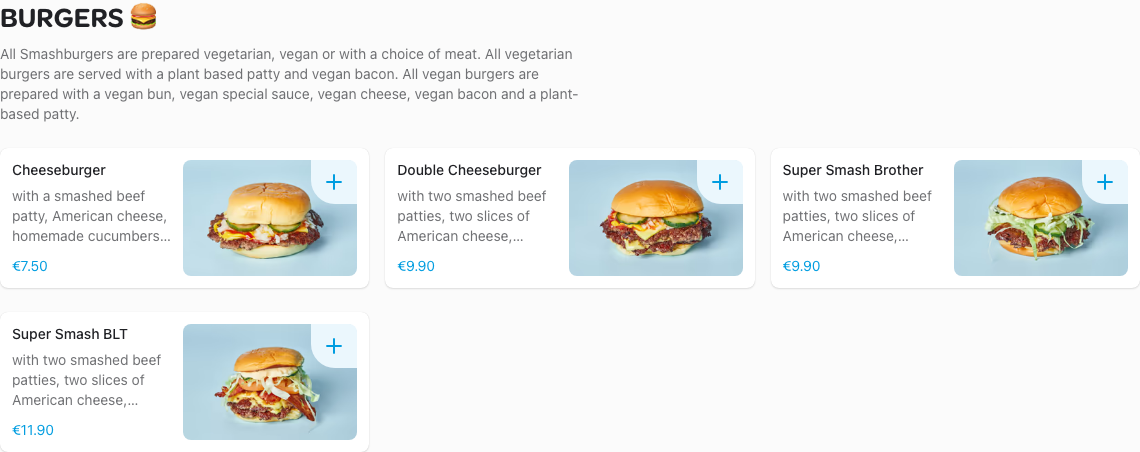 BURGERS 🍔
All Smashburgers are prepared vegetarian, vegan or with a choice of meat. All vegetarian
burgers are served with a plant based patty and vegan bacon. All vegan burgers are
prepared with a vegan bun, vegan special sauce, vegan cheese, vegan bacon and a plant-
based patty.
Cheeseburger
with a smashed beef
patty, American cheese,
homemade cucumbers...
€7.50
Double Cheeseburger
with two smashed beef
patties, two slices of
American cheese,...
€9.90
Super Smash Brother
with two smashed beef
patties, two slices of
American cheese,...
€9.90
Super Smash BLT
with two smashed beef
patties, two slices of
American cheese,...
€11.90